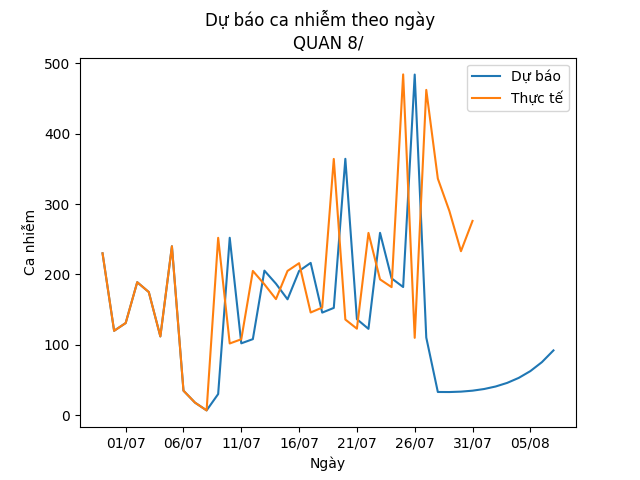 Dự báo ca nhiễm theo ngày
QUAN 8/
Dự báo
Thực tế
Ca nhiễm
500
400
300
200
100
0
01/07 06/07 11/07 16/07 21/07 26/07 31/07 05/08
Ngày